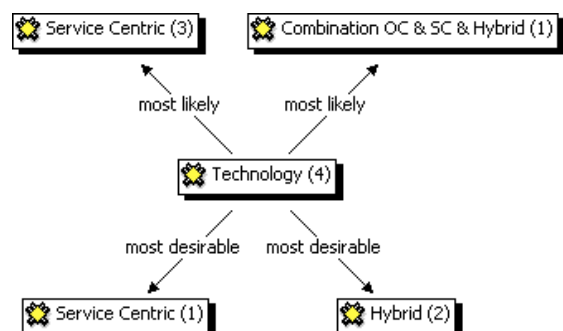 Service Centric (3)
Combination OC & SC & Hybrid (1)
most likely
most likely
Technology (4)
most desirable
most desirable
Service Centric (1)
Hybrid (2)